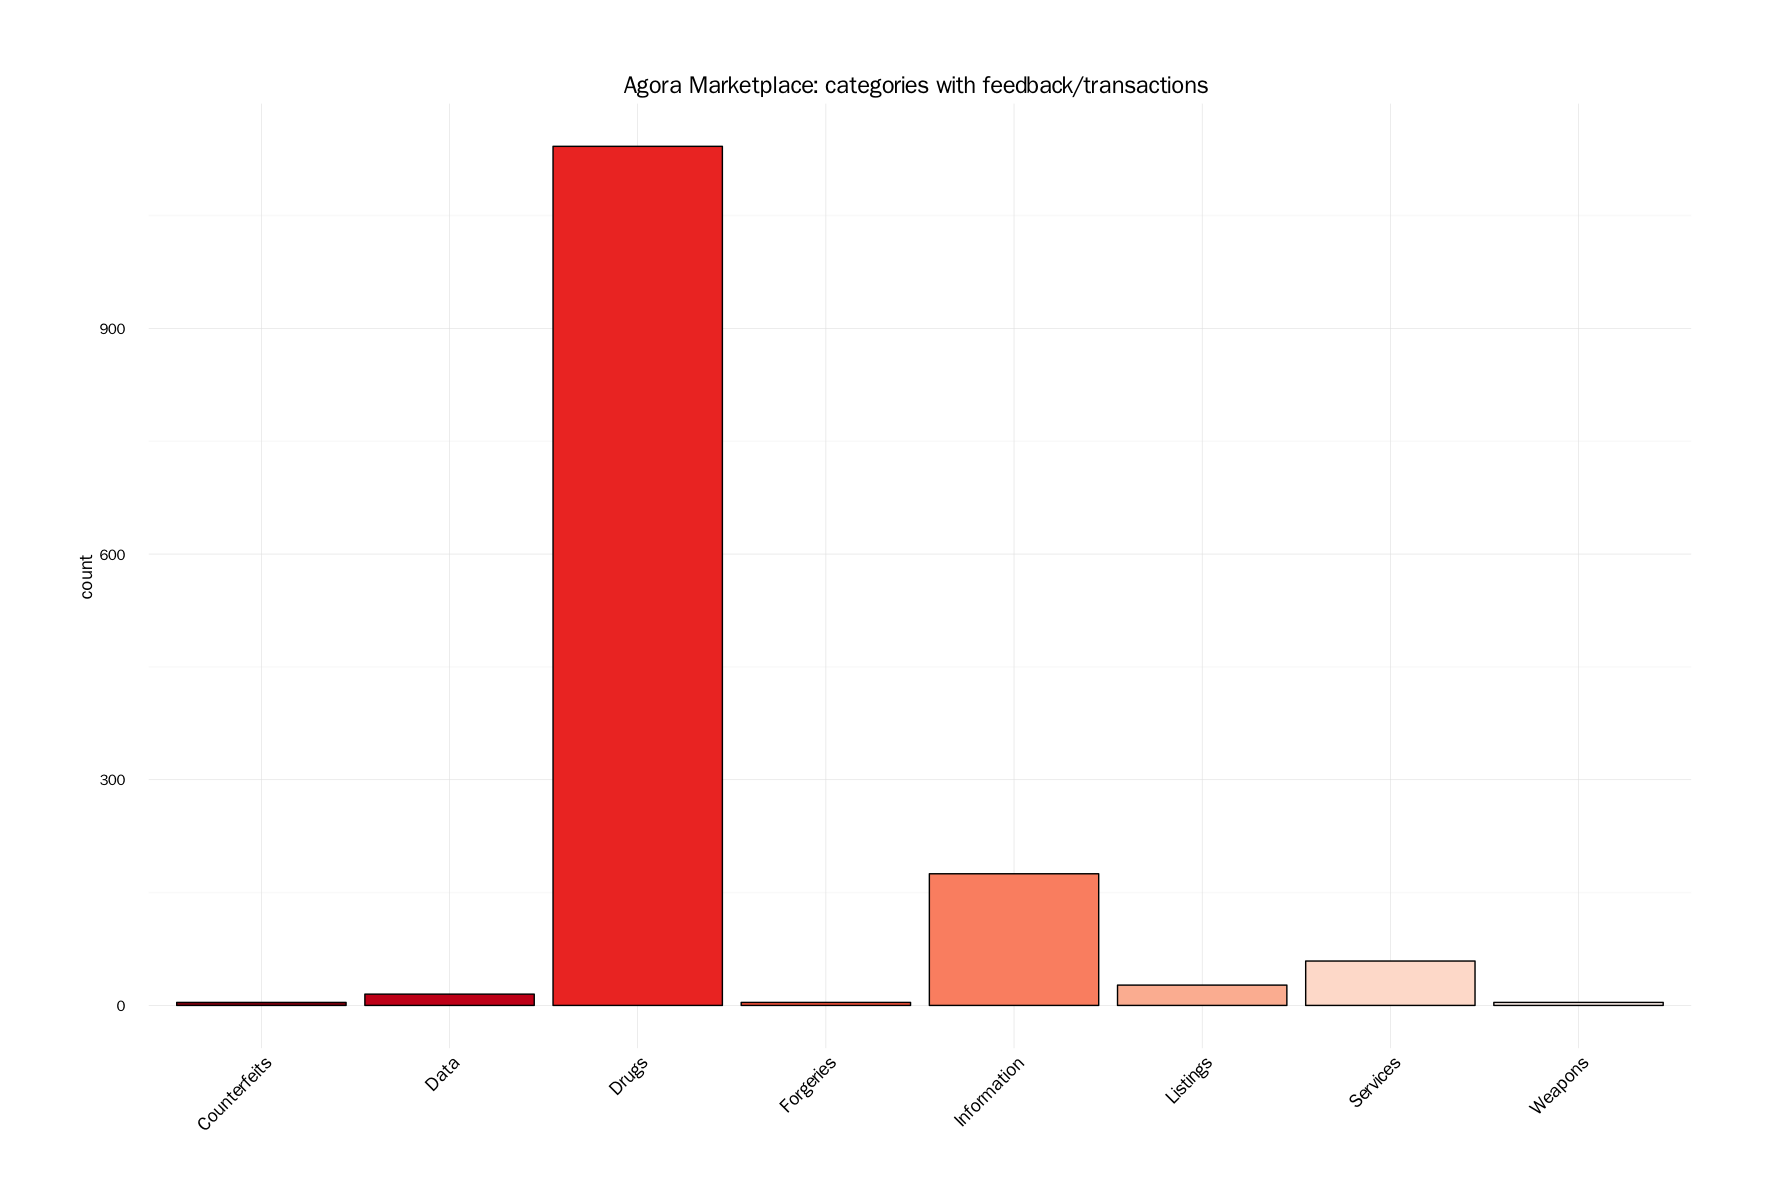 Agora Marketplace: categories with feedback/transactions
count
900
600
300
0
Counterfeits
Data
Drugs
Forgeries
Information
Listings
Services
Weapons